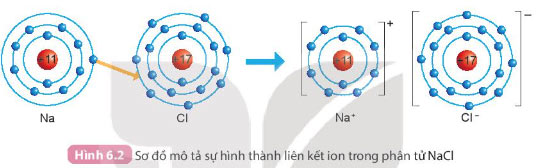 +11 +17 +11 + +17 −
Na Cl Na⁺ Cl⁻
Hình 6.2 Sơ đồ mô tả sự hình thành liên kết ion trong phân tử NaCl